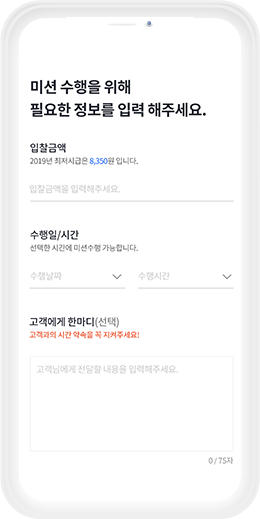 미션 수행을 위해
필요한 정보를 입력 해주세요.
입찰금액
2019년 최저시급은 8,350원 입니다.
입찰금액을 입력해주세요.
수행일/시간
선택한 시간에 미션수행 가능합니다.
수행날짜 수행시간
고객에게 한마디(선택)
고객과의 시간 약속을 꼭 지켜주세요!
고객님에게 전달할 내용을 입력해주세요.
0 / 75자